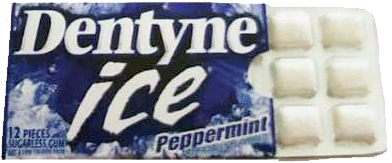 Dentyne
ice
Peppermint
12 PIECES
SUGARLESS GUM